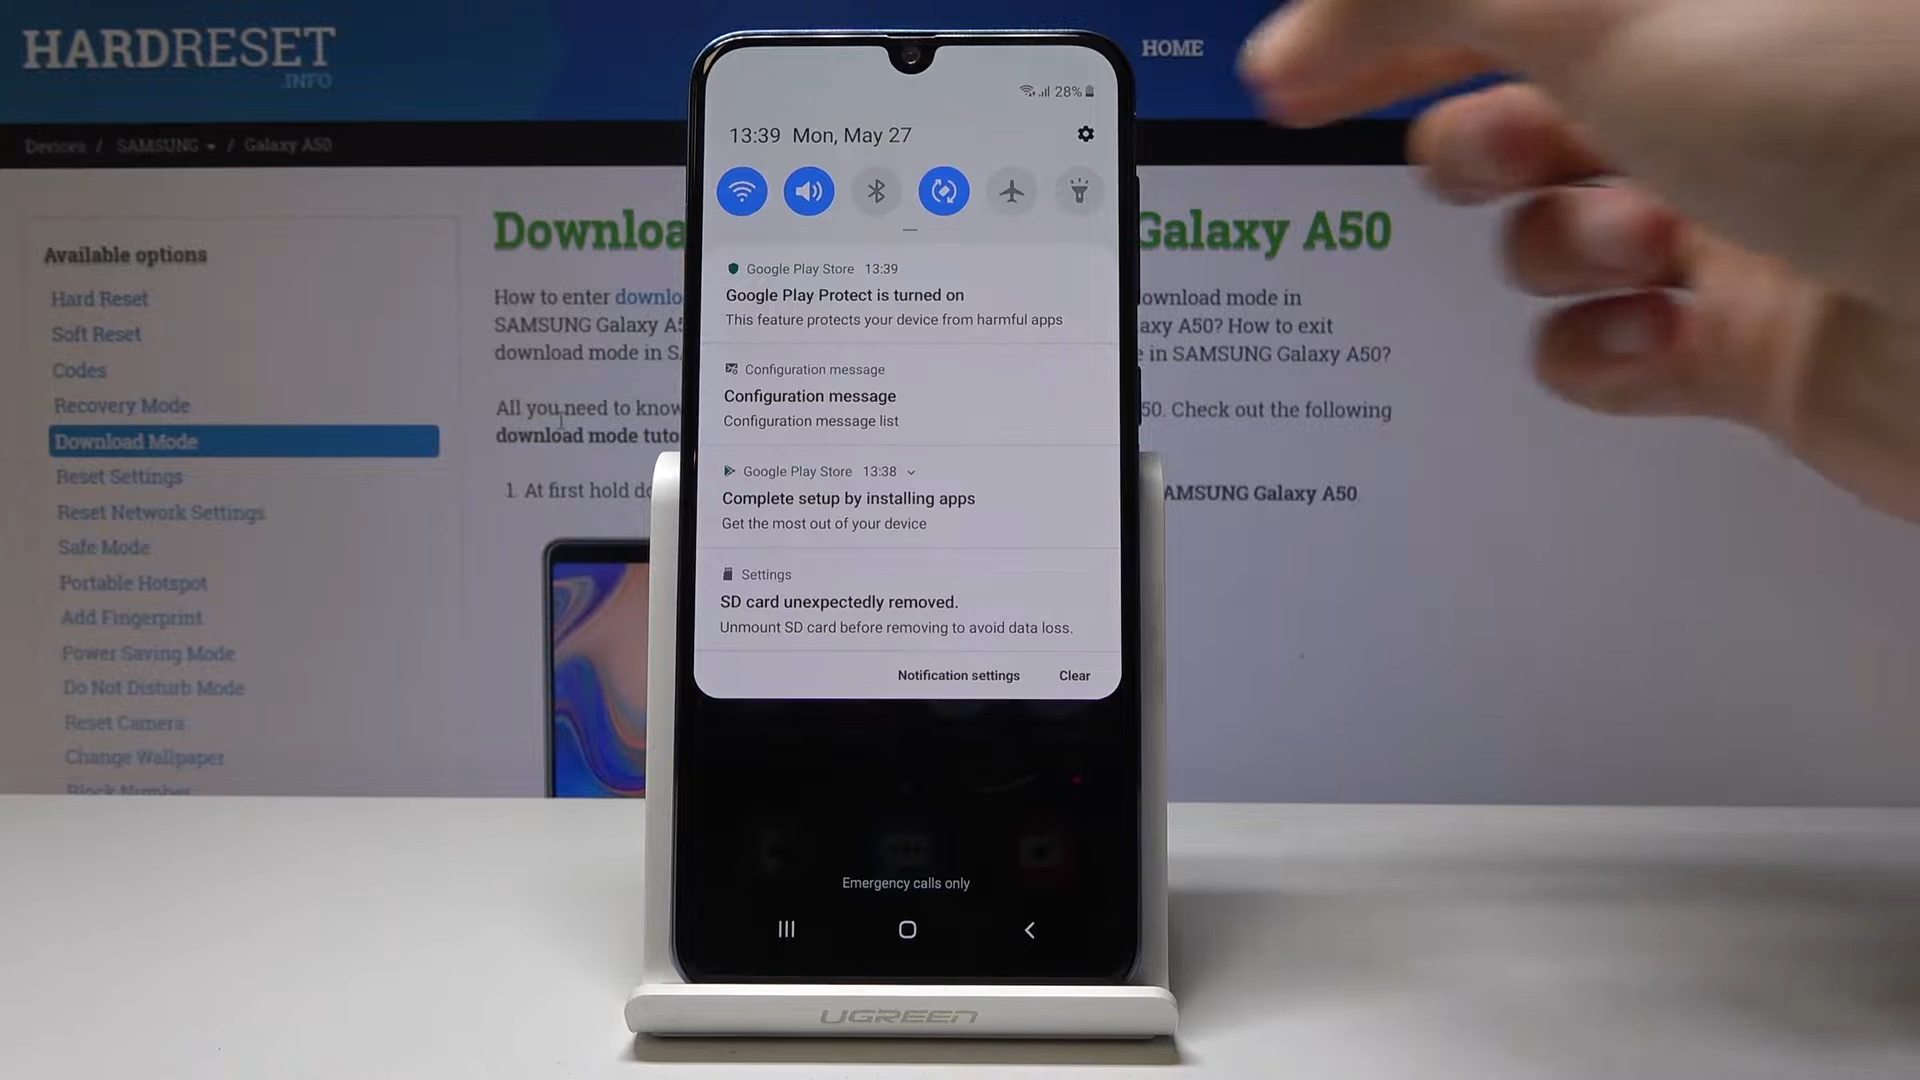 HARDRESET
.INFO
HOME
Devices / SAMSUNG / Galaxy A50
Available options
Hard Reset
Soft Reset
Codes
Recovery Mode
Download Mode
Reset Settings
Reset Network Settings
Safe Mode
Portable Hotspot
Add Fingerprint
Power Saving Mode
Do Not Disturb Mode
Reset Camera
Change Wallpaper
Block Number
Downloa
Galaxy A50
How to enter downlo
ownload mode in
SAMSUNG Galaxy A5
axy A50? How to exit
download mode in S
e in SAMSUNG Galaxy A50?
All you need to know
50. Check out the following
download mode tuto
1. At first hold do
AMSUNG Galaxy A50
28%
13:39 Mon, May 27
Google Play Store 13:39
Google Play Protect is turned on
This feature protects your device from harmful apps
Configuration message
Configuration message
Configuration message list
Google Play Store 13:38
Complete setup by installing apps
Get the most out of your device
Settings
SD card unexpectedly removed.
Unmount SD card before removing to avoid data loss.
Notification settings Clear
Emergency calls only
UGREEN